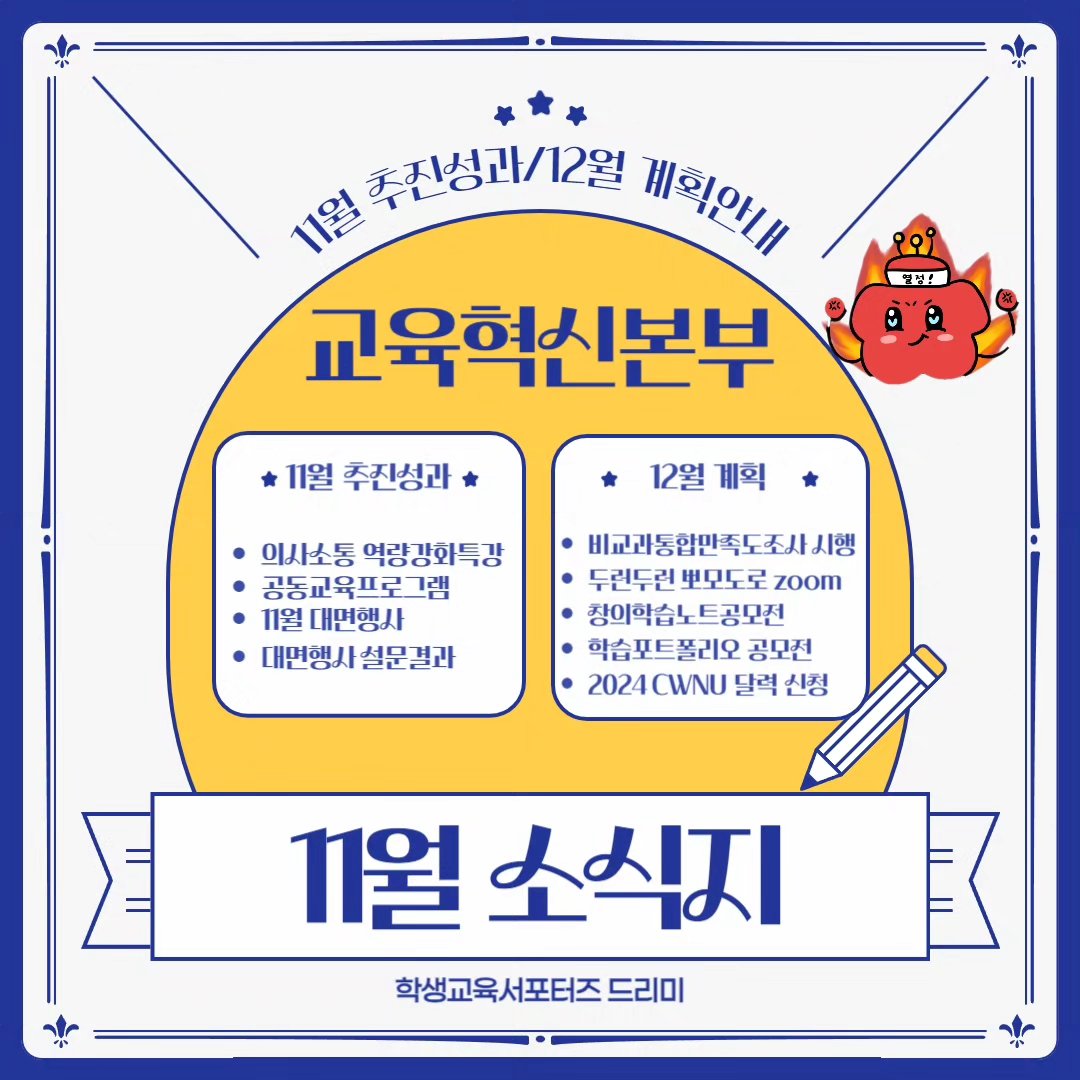 11월 추진성과/12월 계획안내
열정!
교육혁신본부
11월 추진성과
의사소통 역량강화특강
공동교육프로그램
11월 대면행사
대면행사 설문결과
12월 계획
비교과통합만족도조사 시행
두런두런 뽀모도로 zoom
창의학습노트공모전
학습포트폴리오 공모전
2024 CWNU 달력 신청
11월 소식지
학생교육서포터즈 드리미